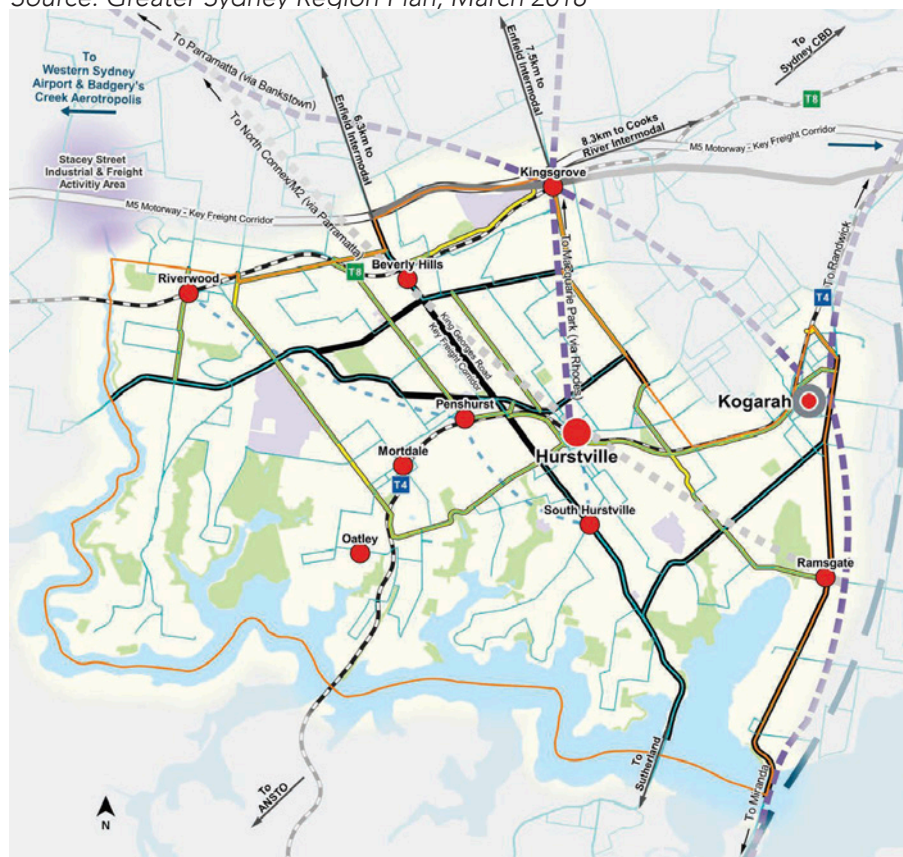 Source: Greater Sydney Region Plan, March 2018
To
Western Sydney
Airport & Badgery's
Creek Aerotropolis
To Parramatta (via Bankstown)
To North Connex/M2 (via Parramatta)
6.3km to
Enfield Intermodal
7.5km to
Enfield Intermodal
To
Sydney CBD
T8
8.3km to Cooks
River Intermodal
M5 Motorway - Key Freight Corridor
Stacey Street
Industrial & Freight
Activitiy Area
M5 Motorway - Key Freight Corridor
Kingsgrove
To Randwick
Riverwood
T8
Beverly Hills
To Macquarie Park (via Rhodes)
T4
King Georges Road
Key Freight Corridor
Kogarah
Penshurst
Hurstville
Mortdale
T4
South Hurstville
Oatley
Ramsgate
To
Sutherland
To
ANSTO
To Miranda
N